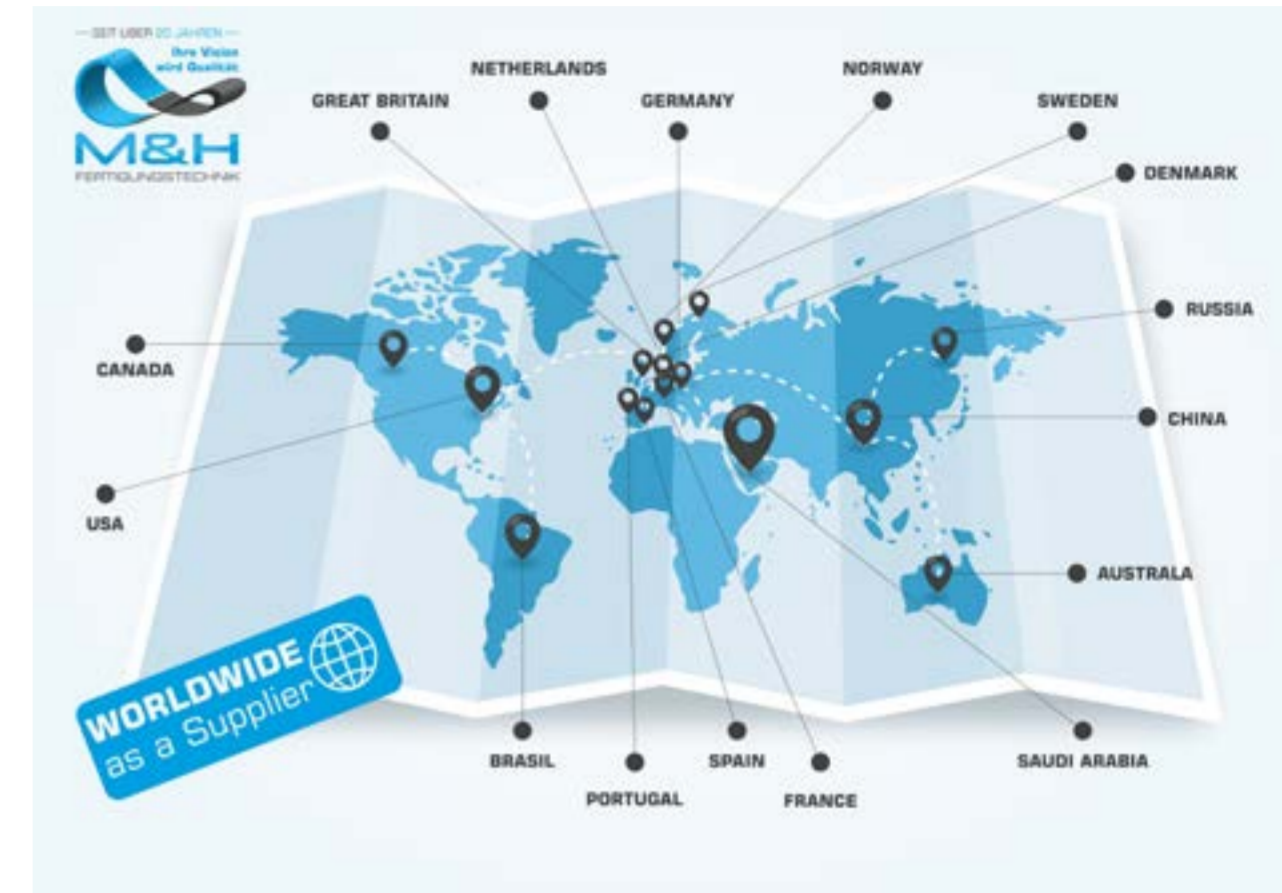 SEIT ÜBER 20 JAHREN
Ihre Vision
wird Qualität
M&H
FERTIGUNGSTECHNIK
NETHERLANDS
NORWAY
GREAT BRITAIN
GERMANY
SWEDEN
DENMARK
RUSSIA
CANADA
CHINA
USA
AUSTRALA
WORLDWIDE
as a Supplier
BRASIL
SPAIN
SAUDI ARABIA
PORTUGAL
FRANCE